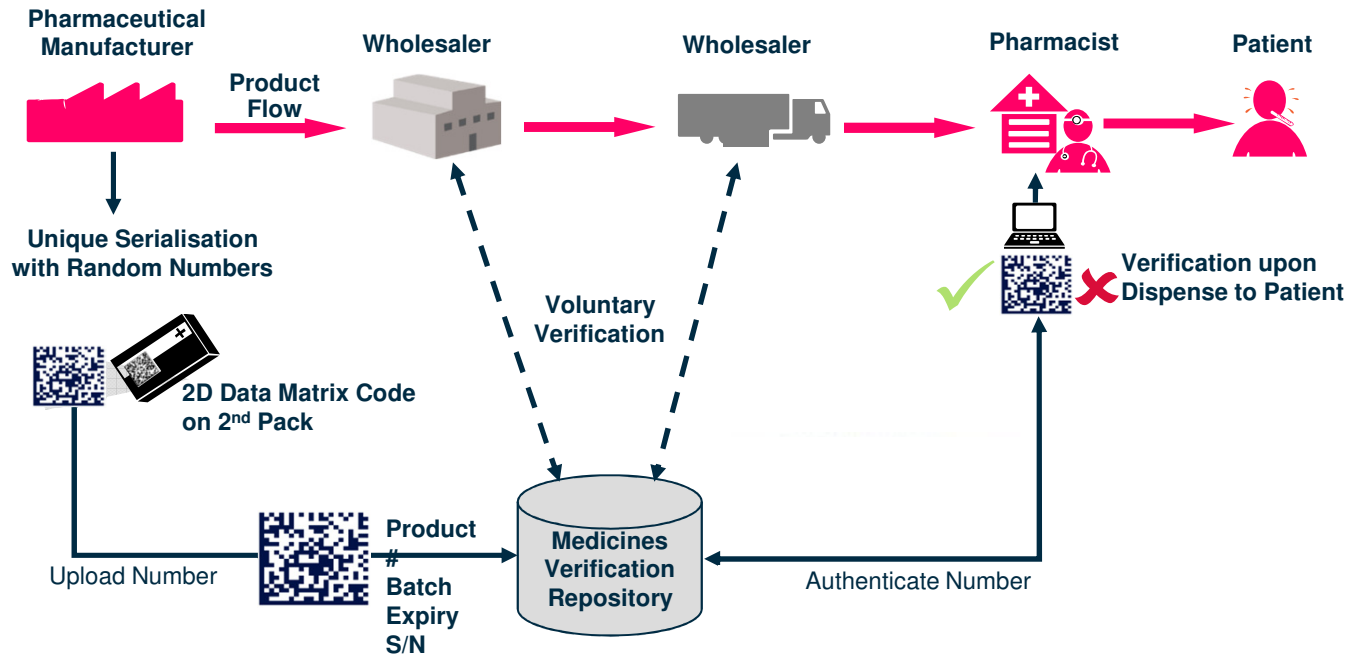 Pharmaceutical
Manufacturer
Wholesaler
Wholesaler
Pharmacist
Patient
Product
Flow
Unique Serialisation
with Random Numbers
Voluntary
Verification
Verification upon
Dispense to Patient
2D Data Matrix Code
on 2nd Pack
Upload Number
Product
#
Batch
Expiry
S/N
Medicines
Verification
Repository
Authenticate Number